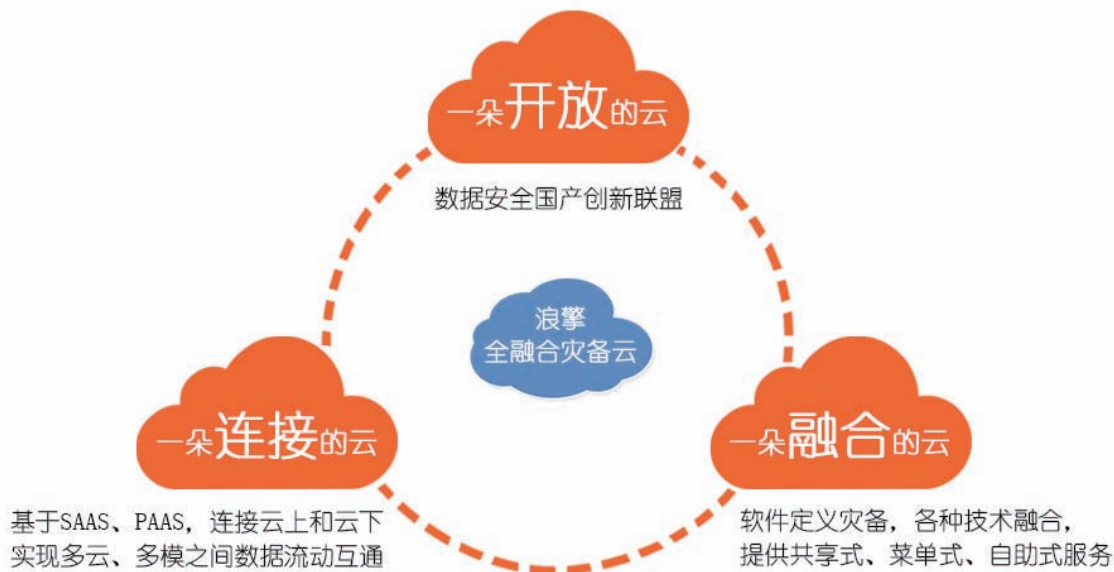 一朵开放的云
数据安全国产创新联盟
浪擎
全融合灾备云
一朵连接的云
基于SAAS、PAAS，连接云上和云下
实现多云、多模之间数据流动互通
一朵融合的云
软件定义灾备，各种技术融合，
提供共享式、菜单式、自助式服务